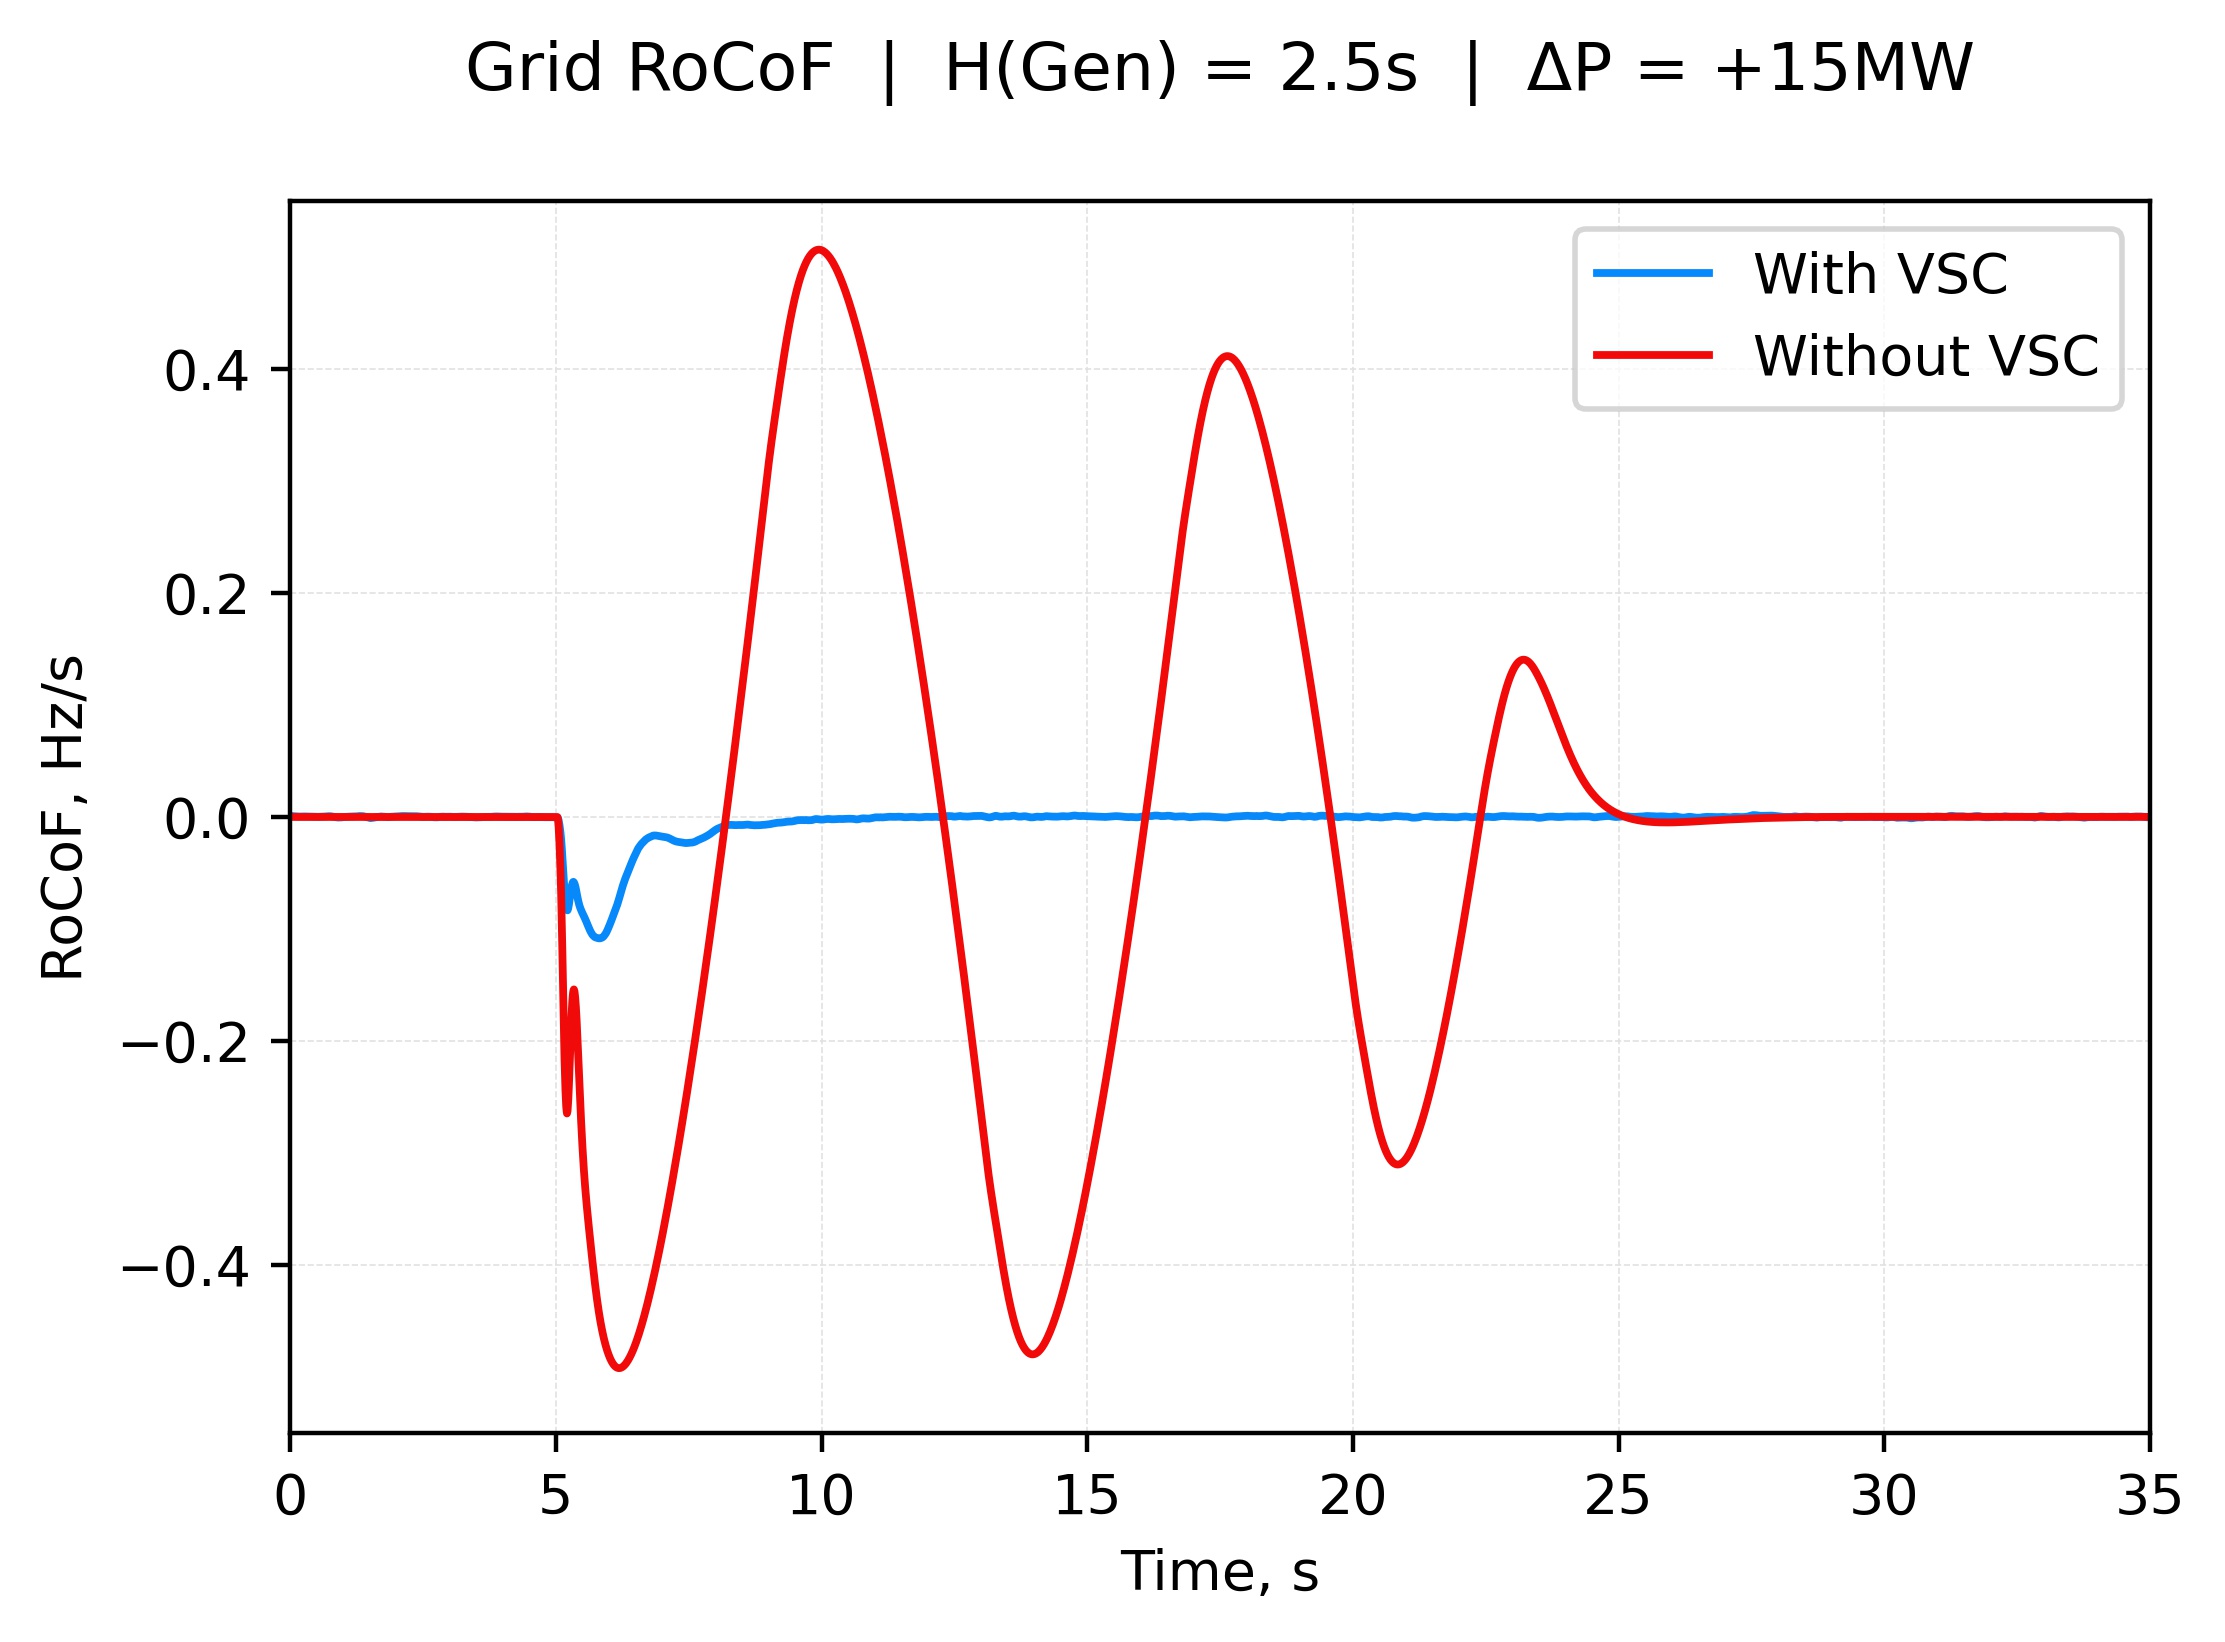 Grid RoCoF | H(Gen) = 2.5s | ΔP = +15MW
With VSC
Without VSC
0.4
0.2
0.0
−0.2
−0.4
RoCoF, Hz/s
0 5 10 15 20 25 30 35
Time, s